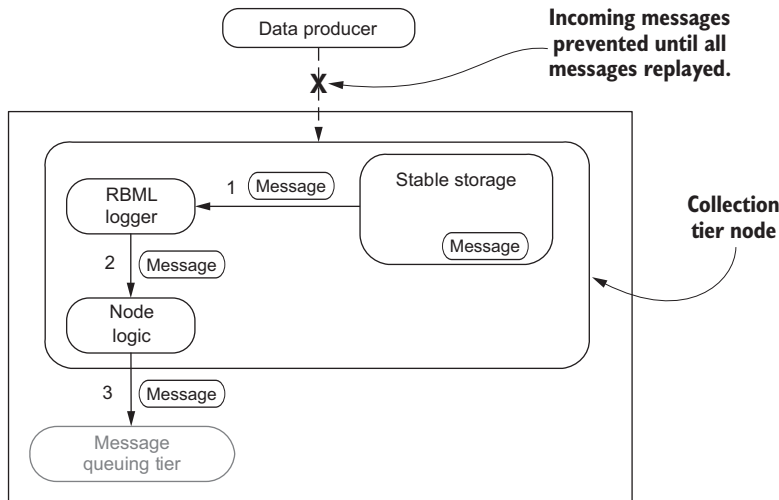 Data producer
Incoming messages
prevented until all
messages replayed.
X
1 Message
Stable storage
RBML
logger
Message
Collection
tier node
2 Message
Node
logic
3 Message
Message
queuing tier